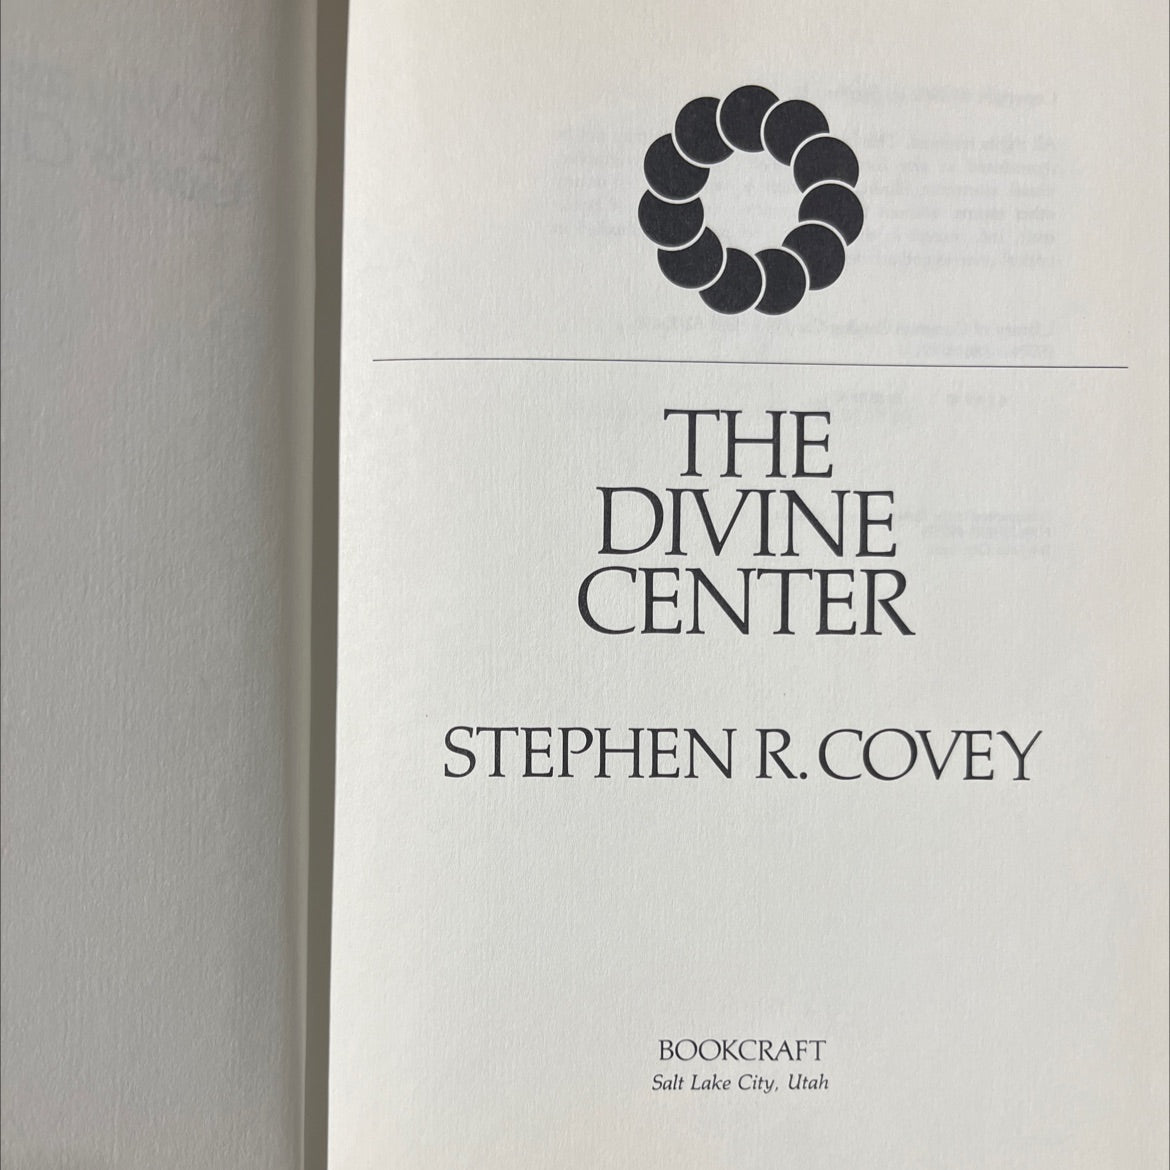 THE
DIVINE
CENTER
STEPHEN R. COVEY
BOOKCRAFT
Salt Lake City, Utah